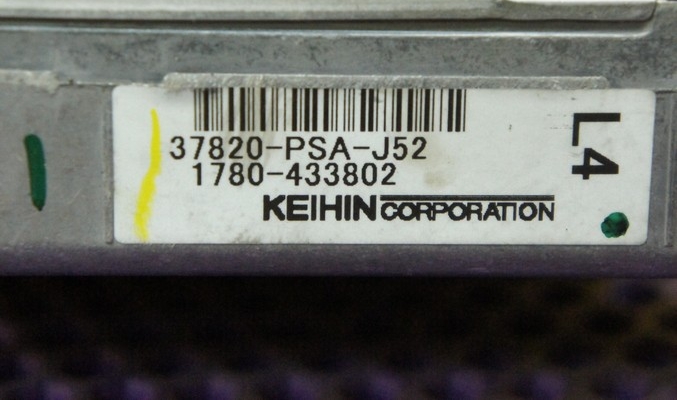 37820-PSA-J52
1780-433802
KEIHIN CORPORATION
L4